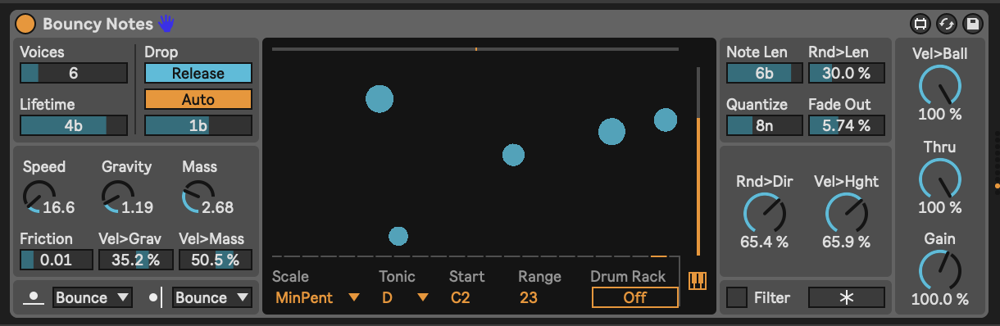 Bouncy Notes
Voices
6
Lifetime
4b
Drop
Release
Auto
1b
Speed
16.6
Gravity
1.19
Mass
2.68
Friction
0.01
Vel>Grav
35.2 %
Vel>Mass
50.5 %
Bounce
Bounce
Scale
MinPent
Tonic
D
Start
C2
Range
23
Drum Rack
Off
Note Len
6b
Rnd>Len
30.0 %
Quantize
8n
Fade Out
5.74 %
Rnd>Dir
65.4 %
Vel>Hght
65.9 %
Filter
Vel>Ball
100 %
Thru
100 %
Gain
100.0 %